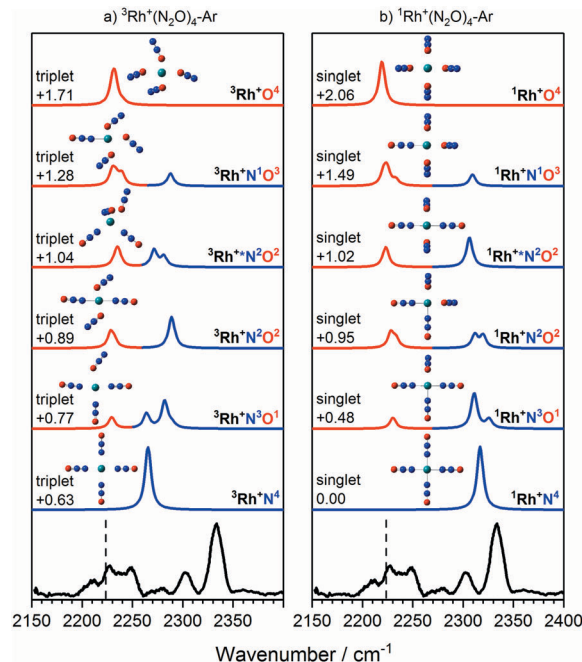 a) ³Rh⁺(N₂O)₄-Ar
b) ¹Rh⁺(N₂O)₄-Ar
triplet
+1.71
³Rh⁺O⁴
singlet
+2.06
¹Rh⁺O⁴
triplet
+1.28
³Rh⁺N¹O³
singlet
+1.49
¹Rh⁺N¹O³
triplet
+1.04
³Rh⁺*N²O²
singlet
+1.02
¹Rh⁺*N²O²
triplet
+0.89
³Rh⁺N²O²
singlet
+0.95
¹Rh⁺N²O²
triplet
+0.77
³Rh⁺N³O¹
singlet
+0.48
¹Rh⁺N³O¹
triplet
+0.63
³Rh⁺N⁴
singlet
0.00
¹Rh⁺N⁴
2150 2200 2250 2300 2350 2400
2150 2200 2250 2300 2350 2400
Wavenumber / cm⁻¹